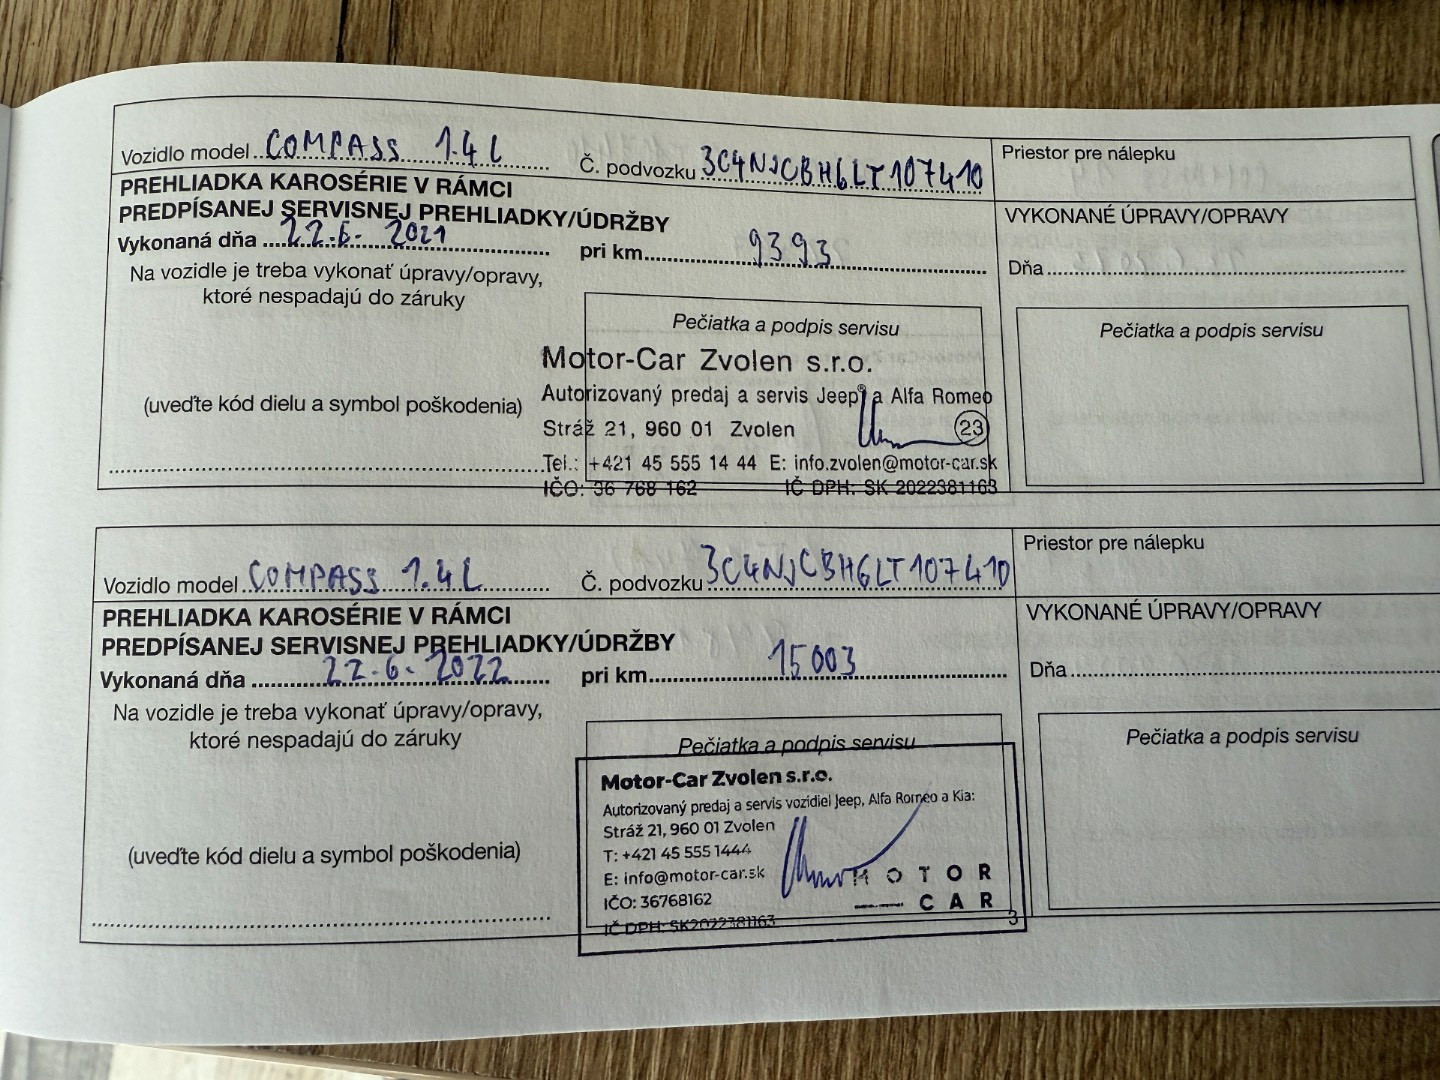 Vozidlo model COMPASS 1.4 L Č. podvozku 3C4NJCBH6LT107410
PREHLIADKA KAROSÉRIE V RÁMCI
PREDPÍSANEJ SERVISNEJ PREHLIADKY/ÚDRŽBY
Vykonaná dňa 22.6. 2021 pri km 9393
Na vozidle je treba vykonať úpravy/opravy,
ktoré nespadajú do záruky
(uveďte kód dielu a symbol poškodenia)
Pečiatka a podpis servisu
Motor-Car Zvolen s.r.o.
Autorizovaný predaj a servis Jeep® a Alfa Romeo
Stráž 21, 960 01 Zvolen
23
Tel.: +421 45 555 14 44 E: info.zvolen@motor-car.sk
IČO: 36 768 162 IČ DPH: SK 2022381163
Priestor pre nálepku
VYKONANÉ ÚPRAVY/OPRAVY
Dňa
Pečiatka a podpis servisu
Vozidlo model COMPASS 1.4 L Č. podvozku 3C4NJCBH6LT107410
PREHLIADKA KAROSÉRIE V RÁMCI
PREDPÍSANEJ SERVISNEJ PREHLIADKY/ÚDRŽBY
Vykonaná dňa 22.6. 2022 pri km 15003
Na vozidle je treba vykonať úpravy/opravy,
ktoré nespadajú do záruky
(uveďte kód dielu a symbol poškodenia)
Pečiatka a podpis servisu
Motor-Car Zvolen s.r.o.
Autorizovaný predaj a servis vozidiel Jeep, Alfa Romeo a Kia:
Stráž 21, 960 01 Zvolen
T: +421 45 555 1444
E: info@motor-car.sk
IČO: 36768162
IČ DPH: SK2022381163
MOTOR
CAR
3
Priestor pre nálepku
VYKONANÉ ÚPRAVY/OPRAVY
Dňa
Pečiatka a podpis servisu